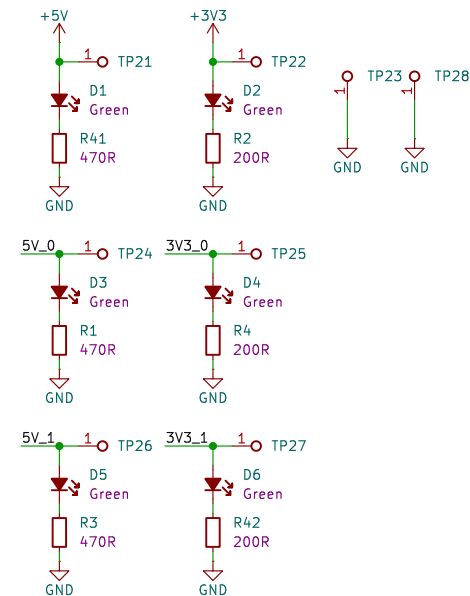 +5V
+3V3
1 TP21
1 TP22
1 TP23
1 TP28
D1
Green
D2
Green
R41
470R
R2
200R
GND
GND
GND
GND
5V_0
1 TP24
3V3_0
1 TP25
D3
Green
D4
Green
R1
470R
R4
200R
GND
GND
5V_1
1 TP26
3V3_1
1 TP27
D5
Green
D6
Green
R3
470R
R42
200R
GND
GND